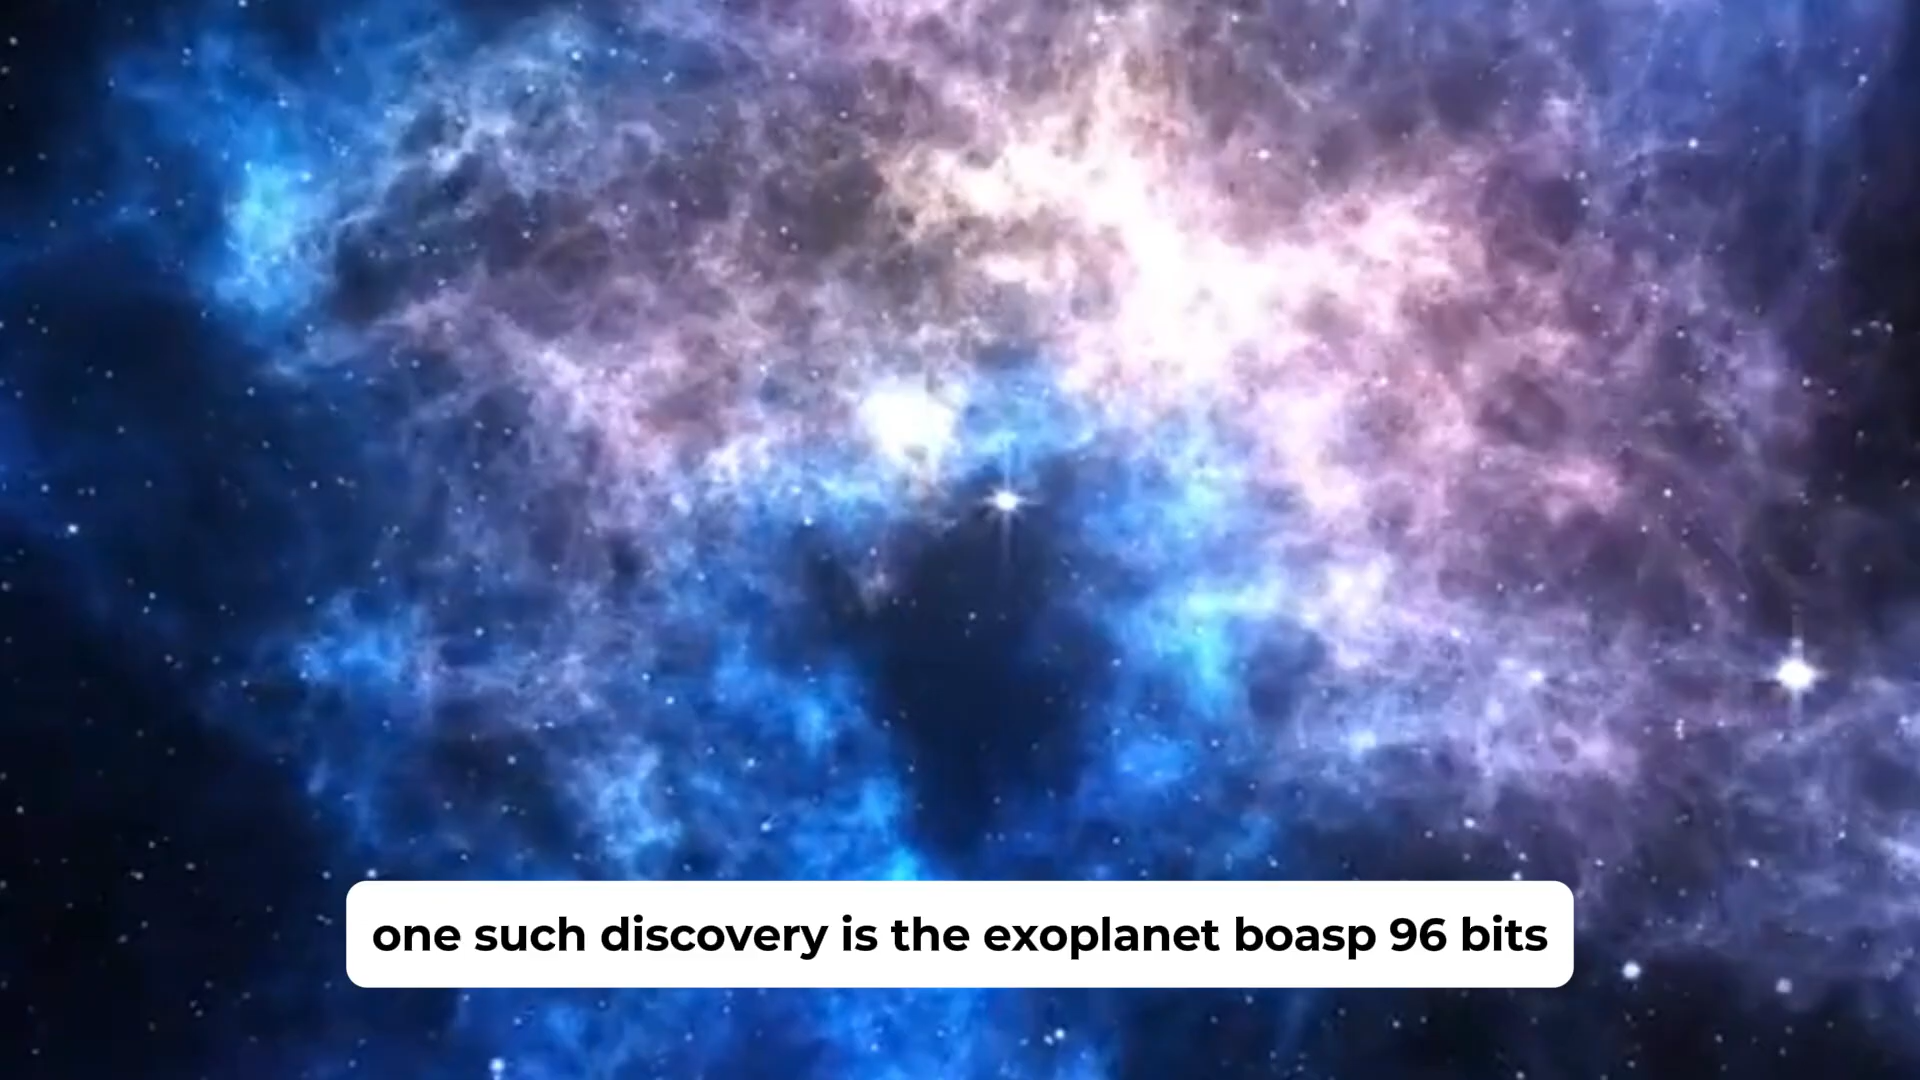 one such discovery is the exoplanet boasp 96 bits